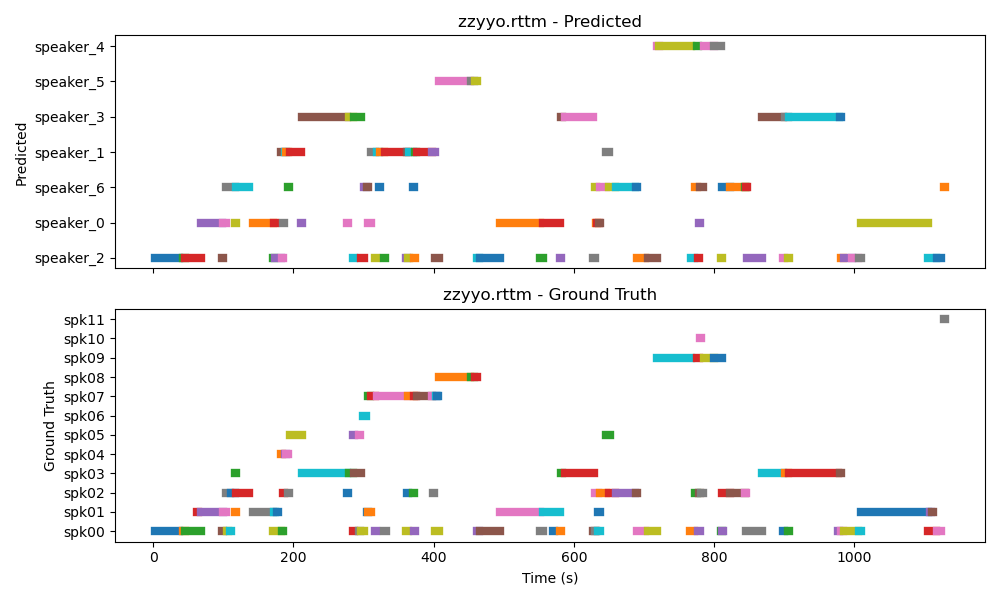 zzyyo.rttm - Predicted
speaker_4
speaker_5
speaker_3
speaker_1
speaker_6
speaker_0
speaker_2
Predicted
zzyyo.rttm - Ground Truth
spk11
spk10
spk09
spk08
spk07
spk06
spk05
spk04
spk03
spk02
spk01
spk00
Ground Truth
0 200 400 600 800 1000
Time (s)